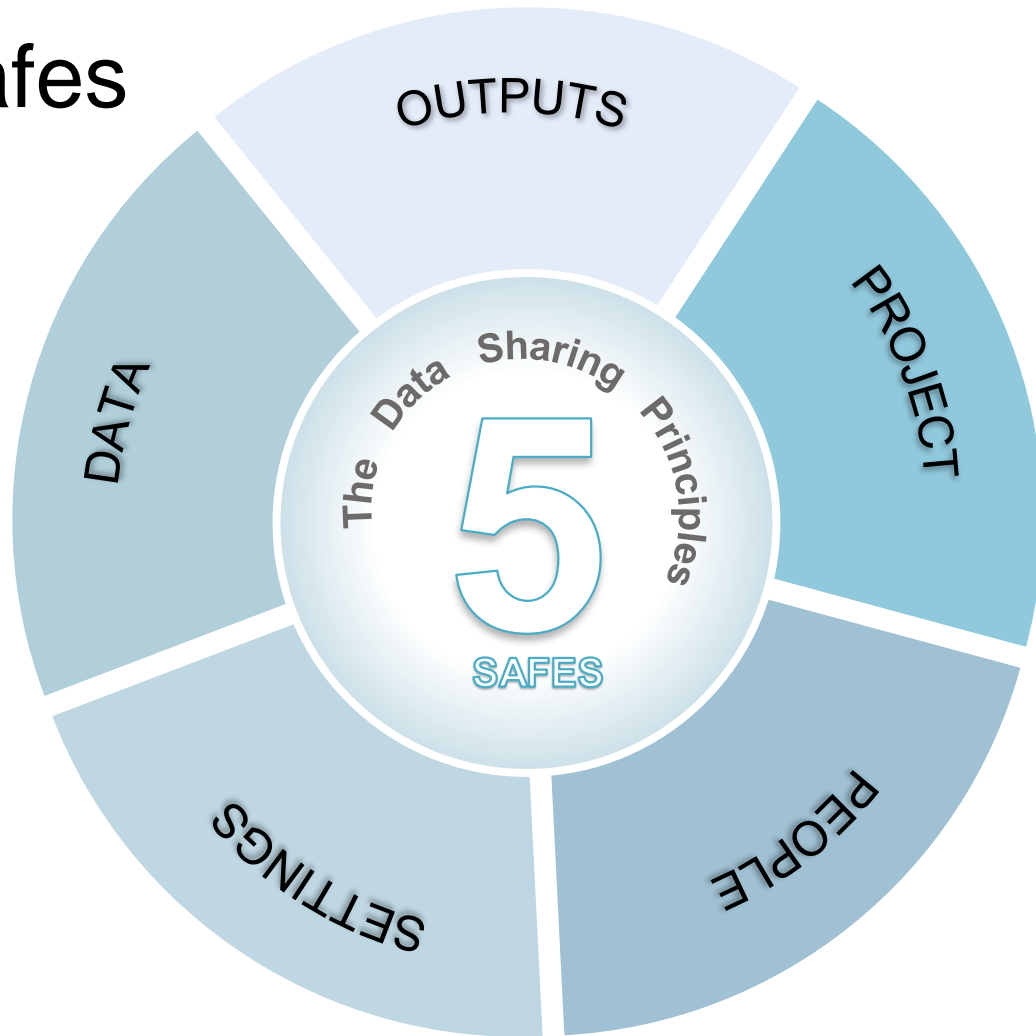 afes
OUTPUTS
PROJECT
PEOPLE
SETTINGS
DATA
The Data Sharing Principles
5
SAFES